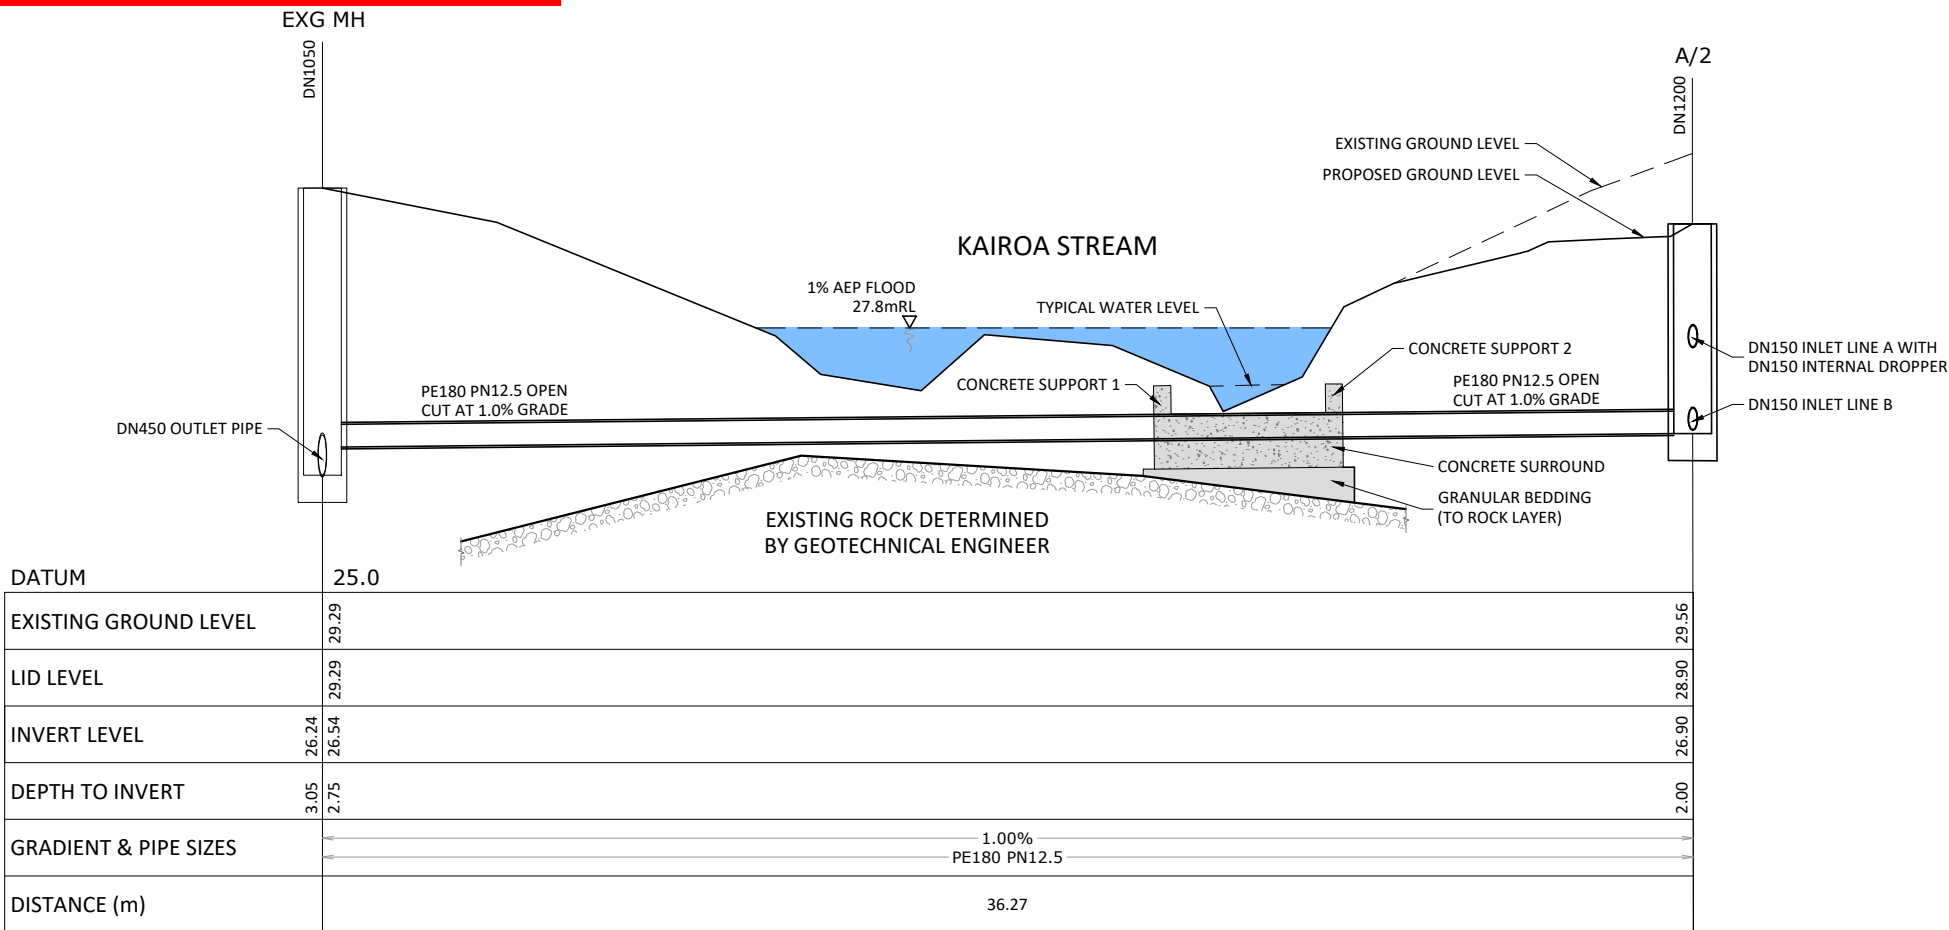 EXG MH
DN1050
A/2
DN1200
EXISTING GROUND LEVEL
PROPOSED GROUND LEVEL
KAIROA STREAM
1% AEP FLOOD
27.8mRL
TYPICAL WATER LEVEL
CONCRETE SUPPORT 2
DN150 INLET LINE A WITH
DN150 INTERNAL DROPPER
CONCRETE SUPPORT 1
PE180 PN12.5 OPEN
CUT AT 1.0% GRADE
PE180 PN12.5 OPEN
CUT AT 1.0% GRADE
DN150 INLET LINE B
DN450 OUTLET PIPE
CONCRETE SURROUND
GRANULAR BEDDING
(TO ROCK LAYER)
EXISTING ROCK DETERMINED
BY GEOTECHNICAL ENGINEER
DATUM 25.0
EXISTING GROUND LEVEL 29.29 29.56
LID LEVEL 29.29 28.90
INVERT LEVEL 26.24 26.54 26.90
DEPTH TO INVERT 3.05 2.75 2.00
GRADIENT & PIPE SIZES 1.00%
PE180 PN12.5
DISTANCE (m) 36.27